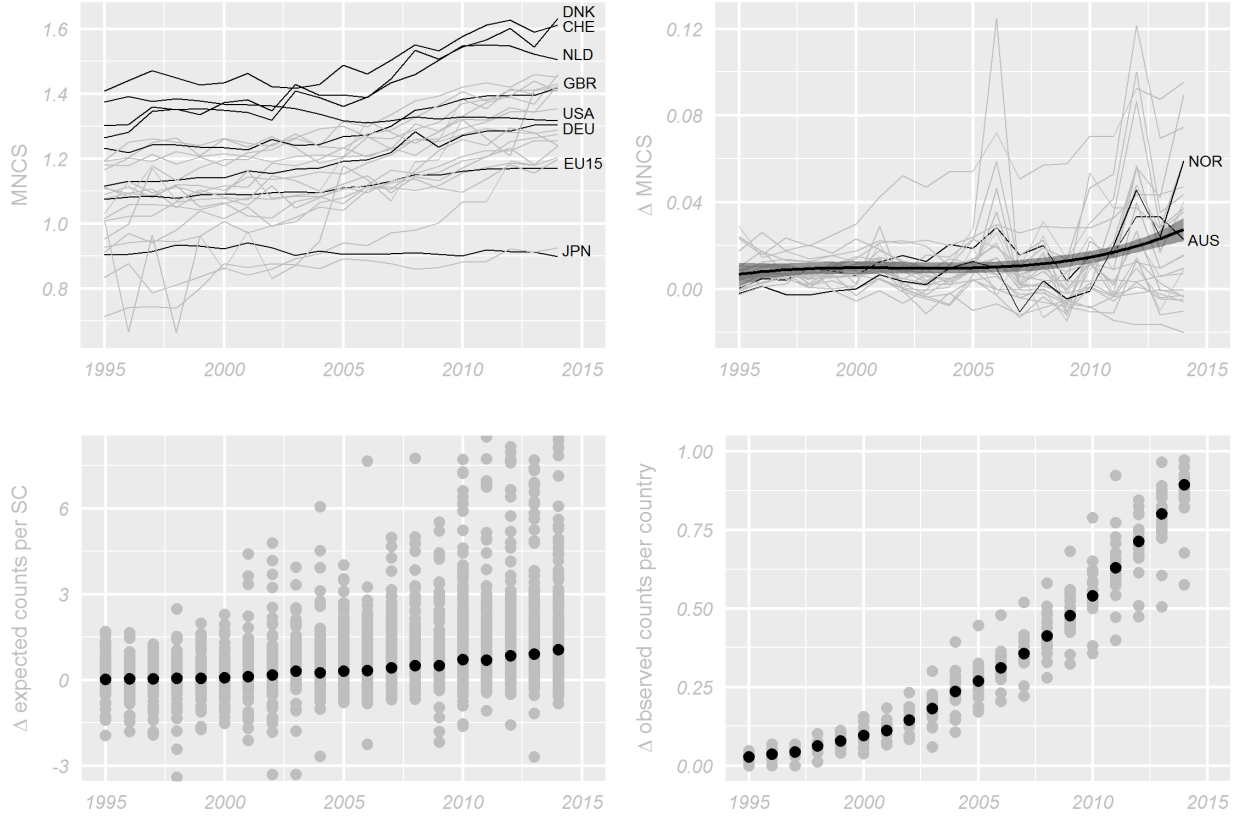 MNCS
1.6
1.4
1.2
1.0
0.8
DNK
CHE
NLD
GBR
USA
DEU
EU15
JPN
1995
2000
2005
2010
2015
Δ MNCS
0.12
0.08
0.04
0.00
NOR
AUS
1995
2000
2005
2010
2015
Δ expected counts per SC
6
3
0
-3
1995
2000
2005
2010
2015
Δ observed counts per country
1.00
0.75
0.50
0.25
0.00
1995
2000
2005
2010
2015